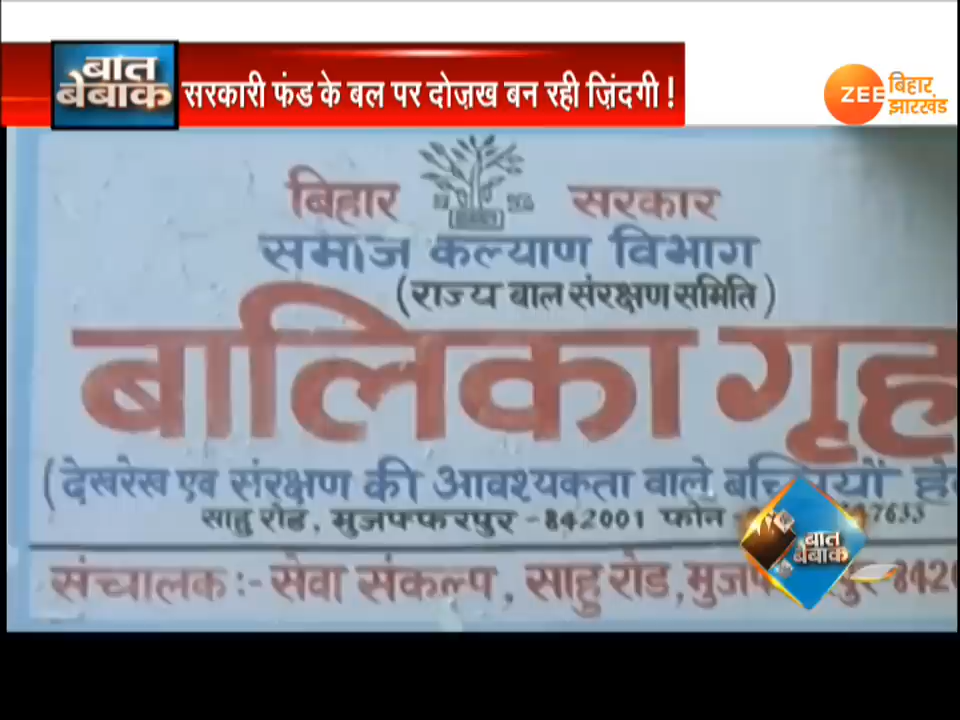 बात बेबाक
सरकारी फंड के बल पर दोज़ख बन रही ज़िंदगी !
ZEE बिहार झारखंड
बिहार सरकार
समाज कल्याण विभाग
(राज्य बाल संरक्षण समिति)
बालिका गृह
(देखरेख एवं संरक्षण की आवश्यकता वाले बच्चियों
साहु रोड, मुजफ्फरपुर -842001 फोन -
बात बेबाक
संचालक :- सेवा संकल्प, साहु रोड,